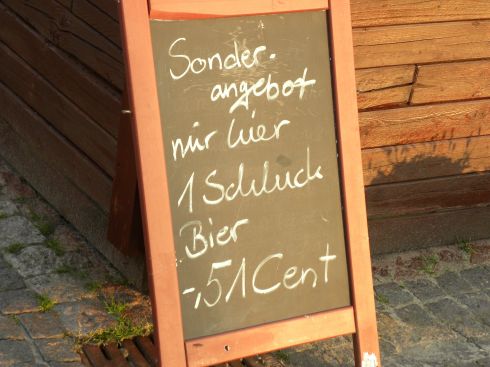 Sonder-
angebot
nur hier
1 Schluck
Bier
-,51 Cent